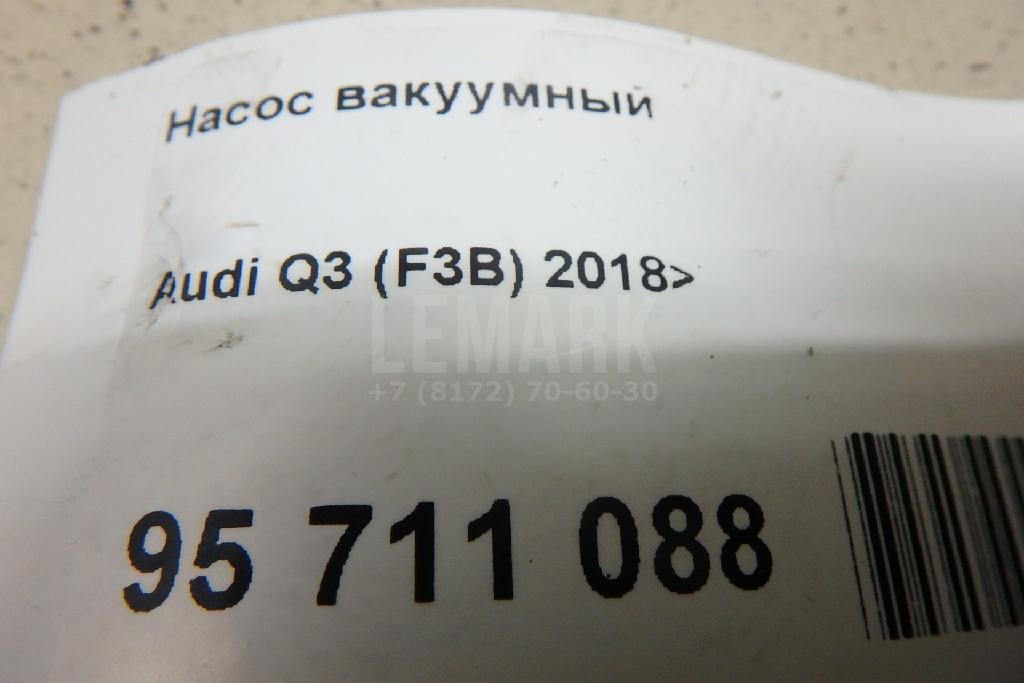 Насос вакуумный
Audi Q3 (F3B) 2018>
LEMARK
+7 (8172) 70-60-30
95 711 088